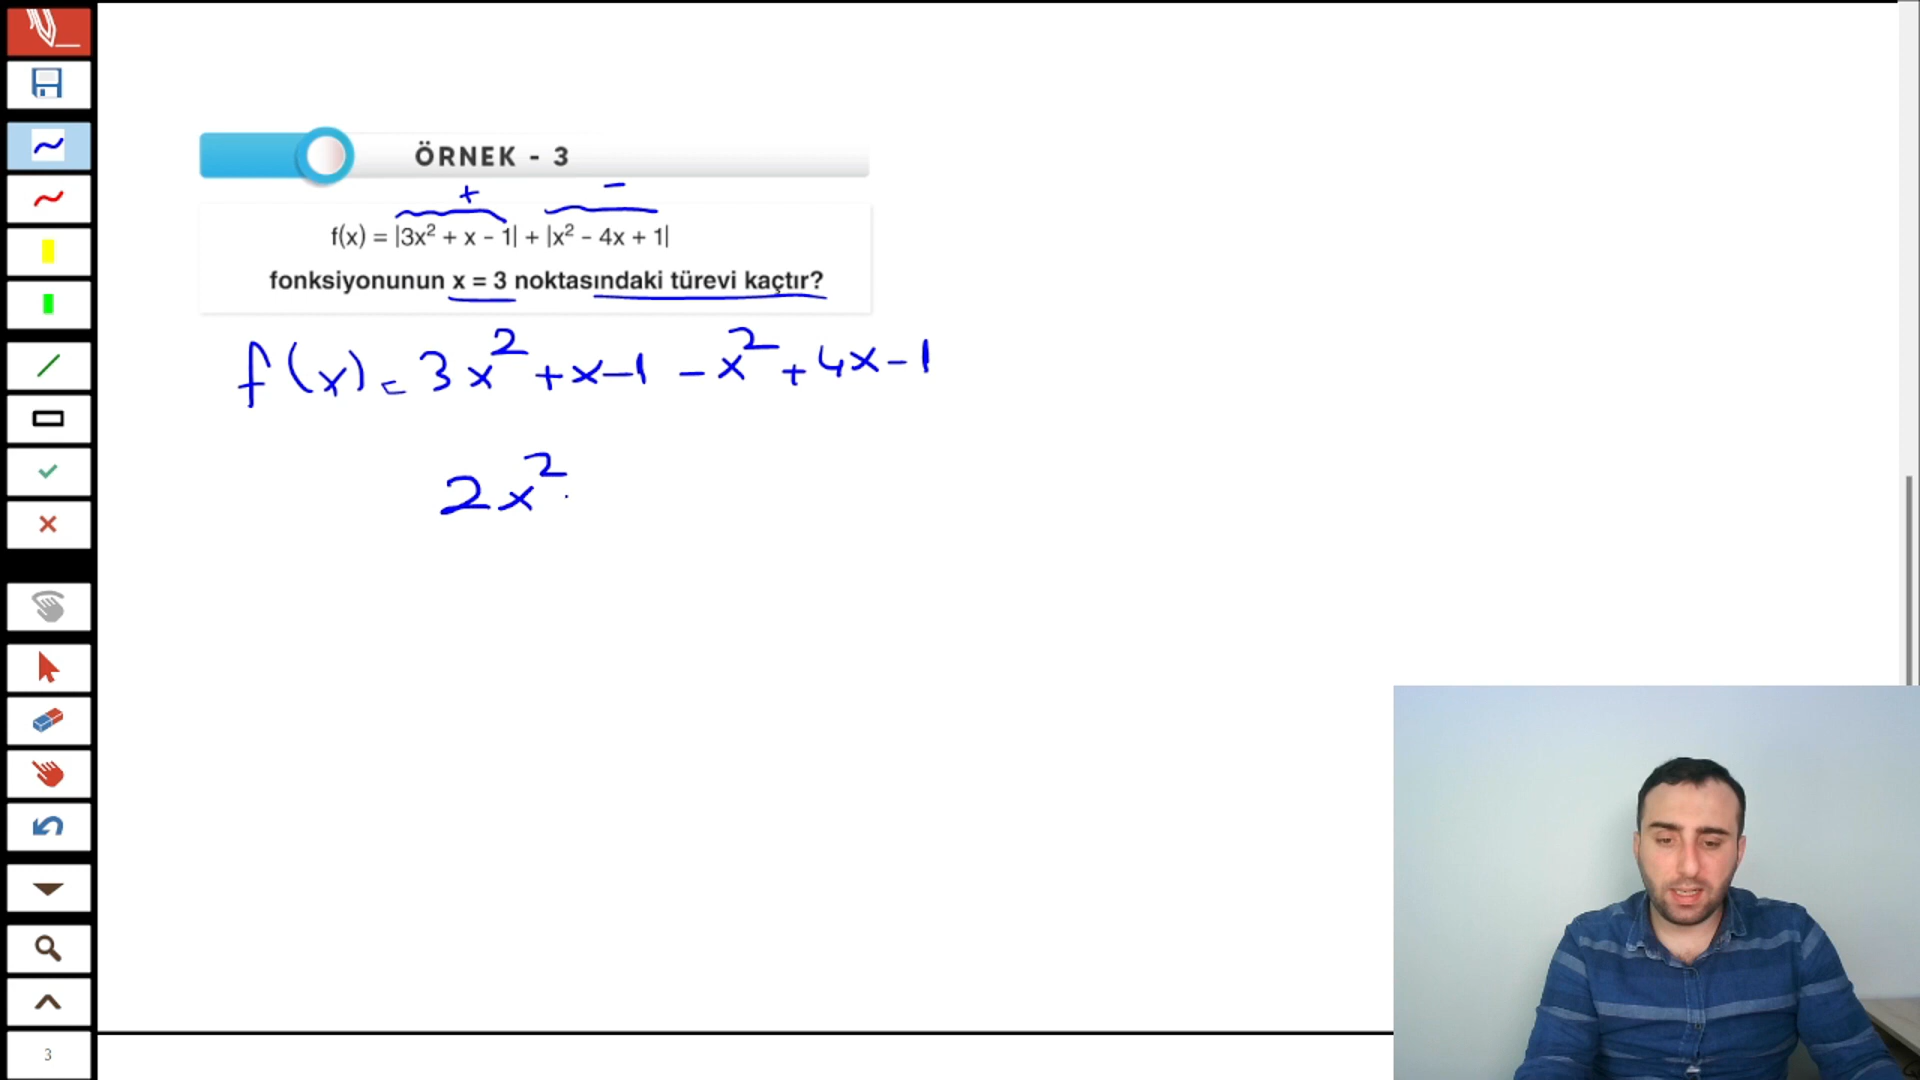 ÖRNEK - 3
+ −
f(x) = |3x² + x − 1| + |x² − 4x + 1|
fonksiyonunun x = 3 noktasındaki türevi kaçtır?
f(x) = 3x² + x − 1 − x² + 4x − 1
2x²
3